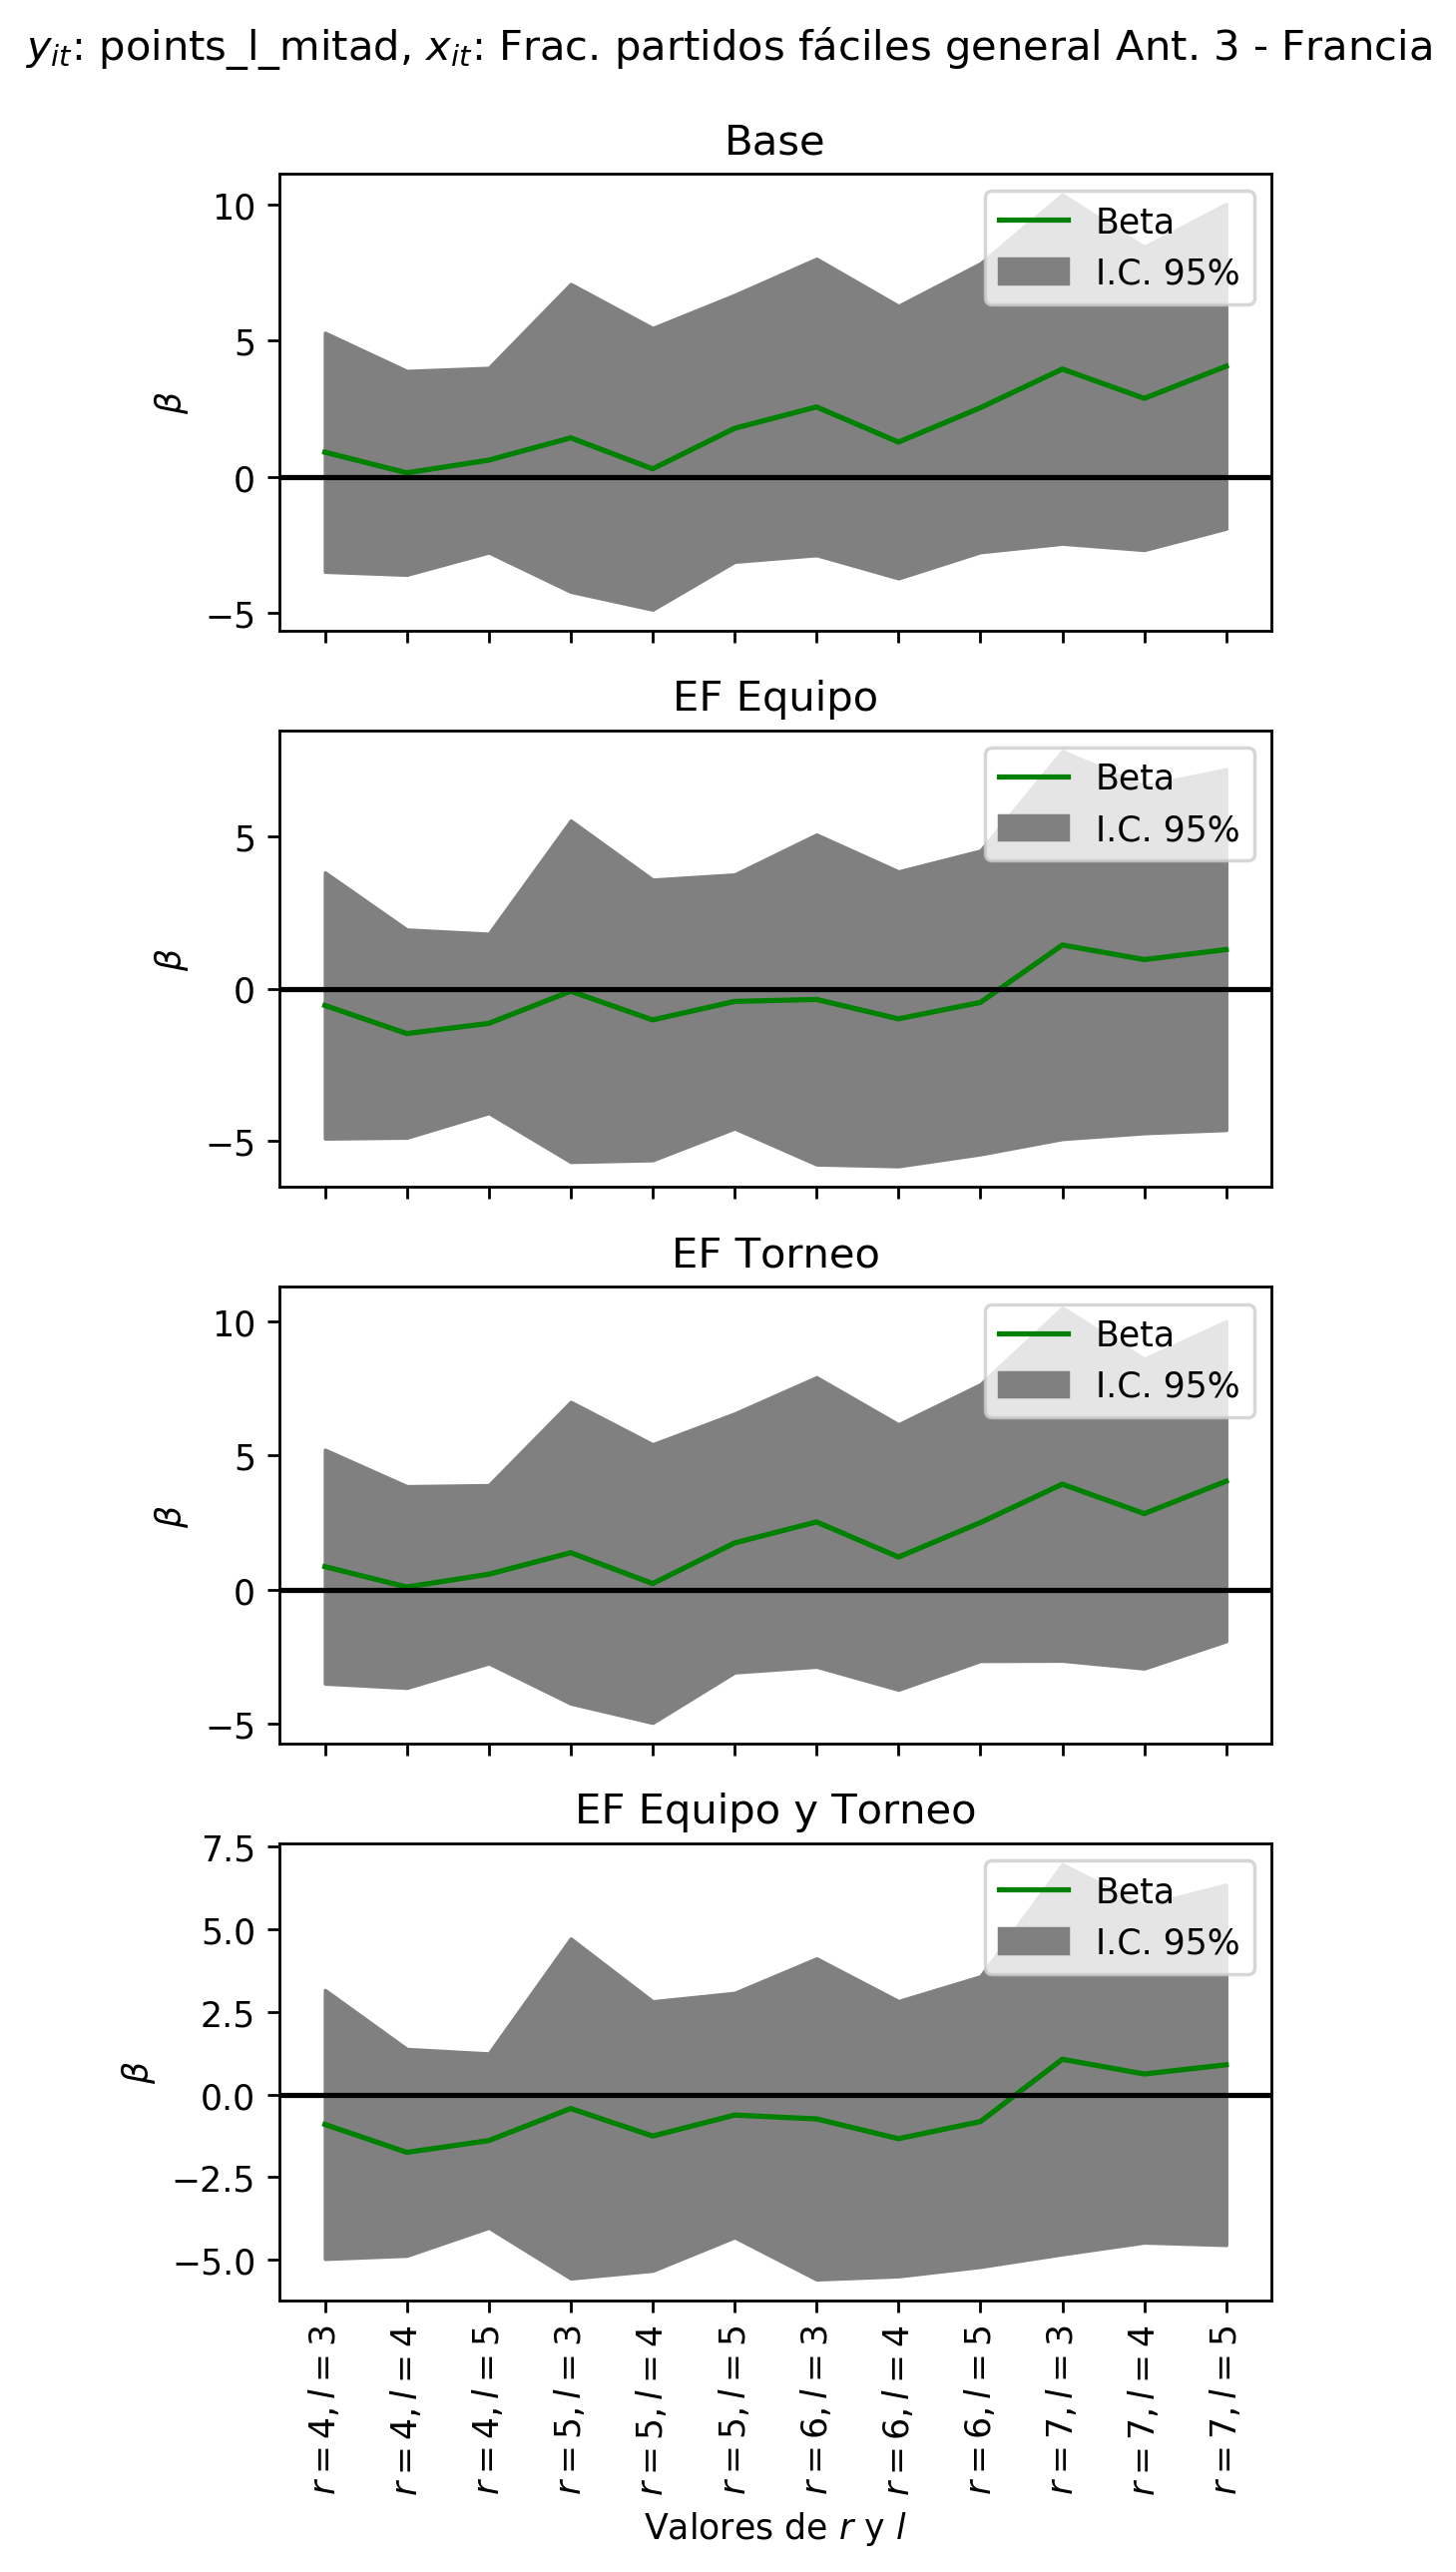 y_it: points_l_mitad, x_it: Frac. partidos fáciles general Ant. 3 - Francia
Base
10
5
0
−5
β
Beta
I.C. 95%
EF Equipo
5
0
−5
β
Beta
I.C. 95%
EF Torneo
10
5
0
−5
β
Beta
I.C. 95%
EF Equipo y Torneo
7.5
5.0
2.5
0.0
−2.5
−5.0
β
Beta
I.C. 95%
r = 4, l = 3
r = 4, l = 4
r = 4, l = 5
r = 5, l = 3
r = 5, l = 4
r = 5, l = 5
r = 6, l = 3
r = 6, l = 4
r = 6, l = 5
r = 7, l = 3
r = 7, l = 4
r = 7, l = 5
Valores de r y l